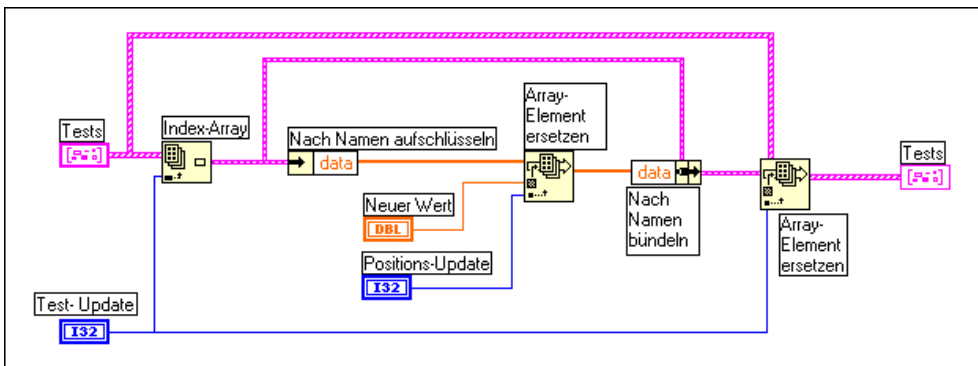 Tests
Index-Array
Nach Namen aufschlüsseln
data
Array-
Element
ersetzen
data
Nach
Namen
bündeln
Neuer Wert
DBL
Positions-Update
I32
Test- Update
I32
Array-
Element
ersetzen
Tests